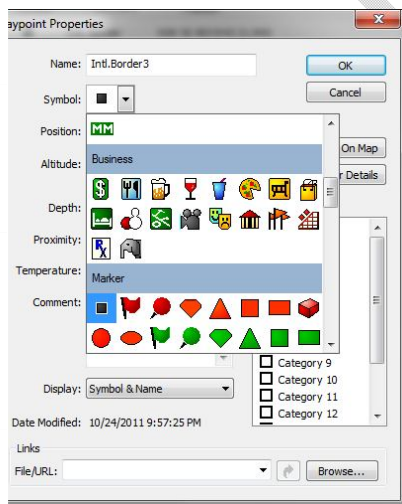 aypoint Properties
Name: Intl.Border3
OK
Symbol:
Cancel
Position: MM
On Map
Altitude: Business
r Details
Depth:
Proximity:
Rx
Temperature: Marker
Comment:
Category 9
Category 10
Category 11
Display: Symbol & Name
Category 12
Date Modified: 10/24/2011 9:57:25 PM
Links
File/URL:
Browse...